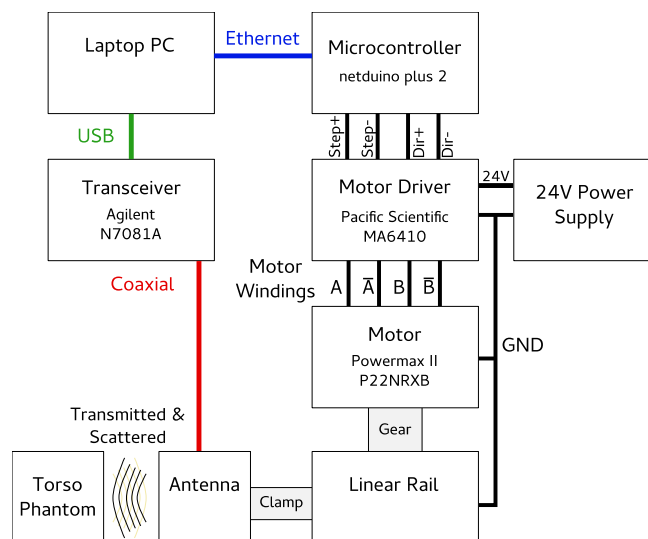 Laptop PC
Ethernet
Microcontroller
netduino plus 2
USB
Step+
Step-
Dir+
Dir-
Transceiver
Agilent
N7081A
Motor Driver
Pacific Scientific
MA6410
24V
24V Power
Supply
Coaxial
Motor
Windings
A
A̅
B
B̅
Motor
Powermax II
P22NRXB
GND
Transmitted &
Scattered
Gear
Torso
Phantom
Antenna
Clamp
Linear Rail